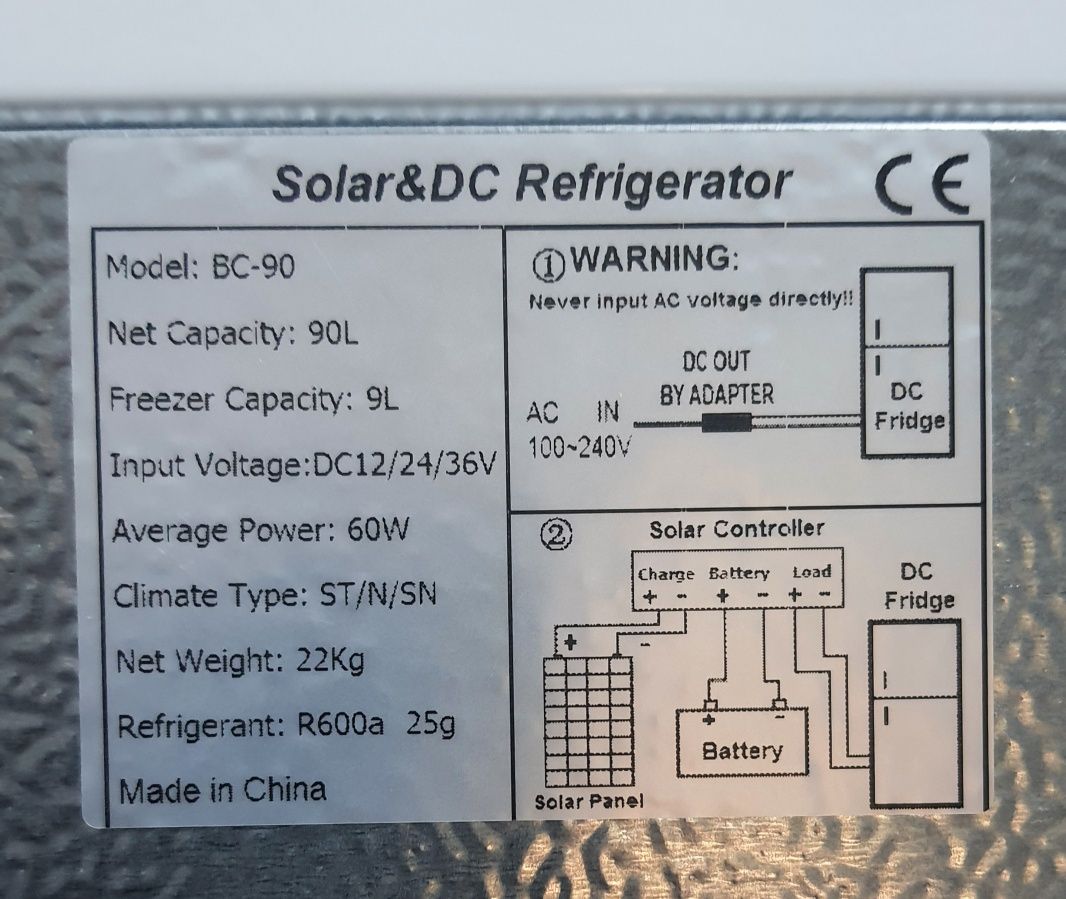 Solar&DC Refrigerator CE
Model: BC-90
Net Capacity: 90L
Freezer Capacity: 9L
Input Voltage:DC12/24/36V
Average Power: 60W
Climate Type: ST/N/SN
Net Weight: 22Kg
Refrigerant: R600a 25g
Made in China
①WARNING:
Never input AC voltage directly!!
DC OUT
BY ADAPTER
AC IN
100~240V
DC
Fridge
②
Solar Controller
Charge Battery Load
+ - + - + -
+ -
+ -
Battery
Solar Panel
DC
Fridge